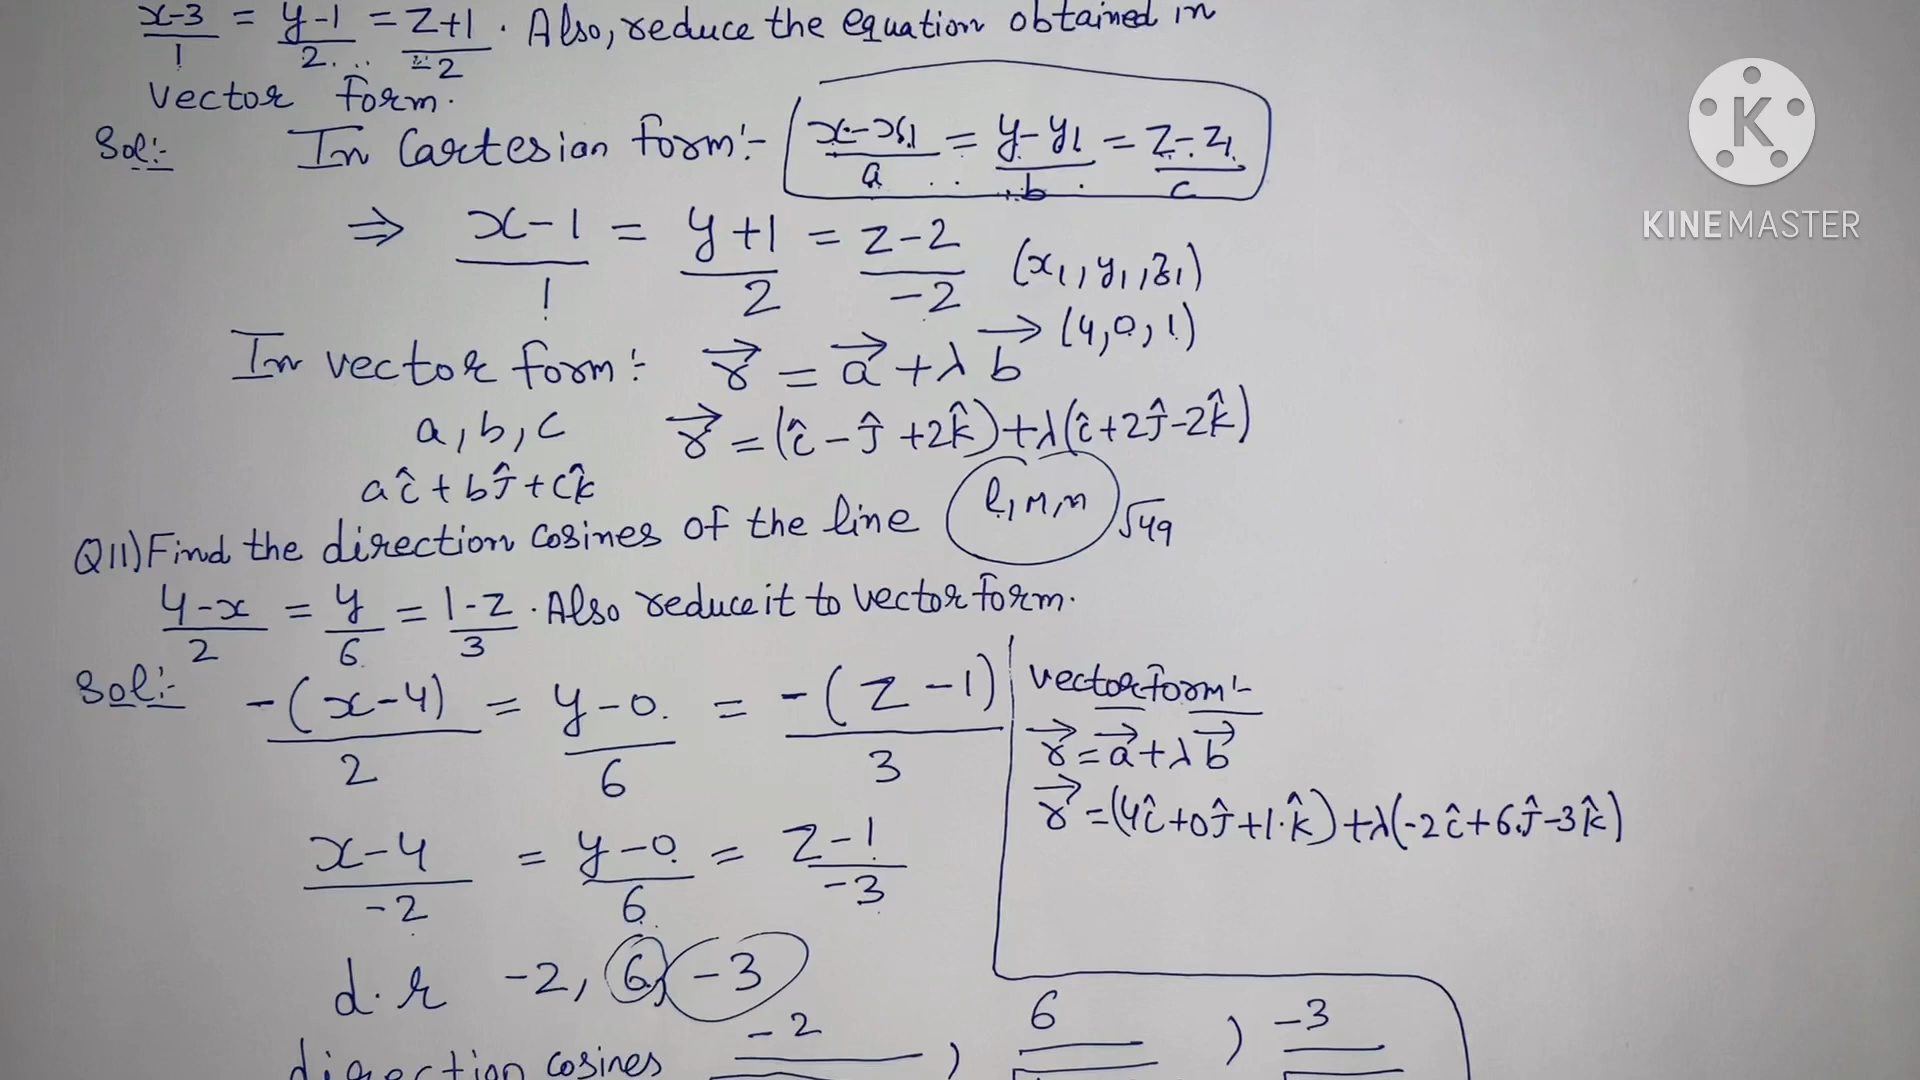 x-3/1 = y-1/2 = z+1/-2 . Also, reduce the equation obtained in
vector form.
Sol:- In Cartesian form:- x-x1/a = y-y1/b = z-z1/c
⇒ x-1/1 = y+1/2 = z-2/-2 (x1, y1, z1)
→ (4, 0, 1)
In vector form:- r⃗ = a⃗ + λ b⃗
a, b, c r⃗ = (î - ĵ + 2k̂) + λ(î + 2ĵ - 2k̂)
aî + bĵ + ck̂
Q11) Find the direction cosines of the line l, m, n √49
4-x/2 = y/6 = 1-z/3 . Also reduce it to vector form.
Sol:- -(x-4)/2 = y-0/6 = -(z-1)/3
x-4/-2 = y-0/6 = z-1/-3
d.r -2, 6, -3
direction cosines -2 , 6 , -3
vector form:-
r⃗ = a⃗ + λ b⃗
r⃗ = (4î + 0ĵ + 1.k̂) + λ(-2î + 6ĵ - 3k̂)
K
KINEMASTER